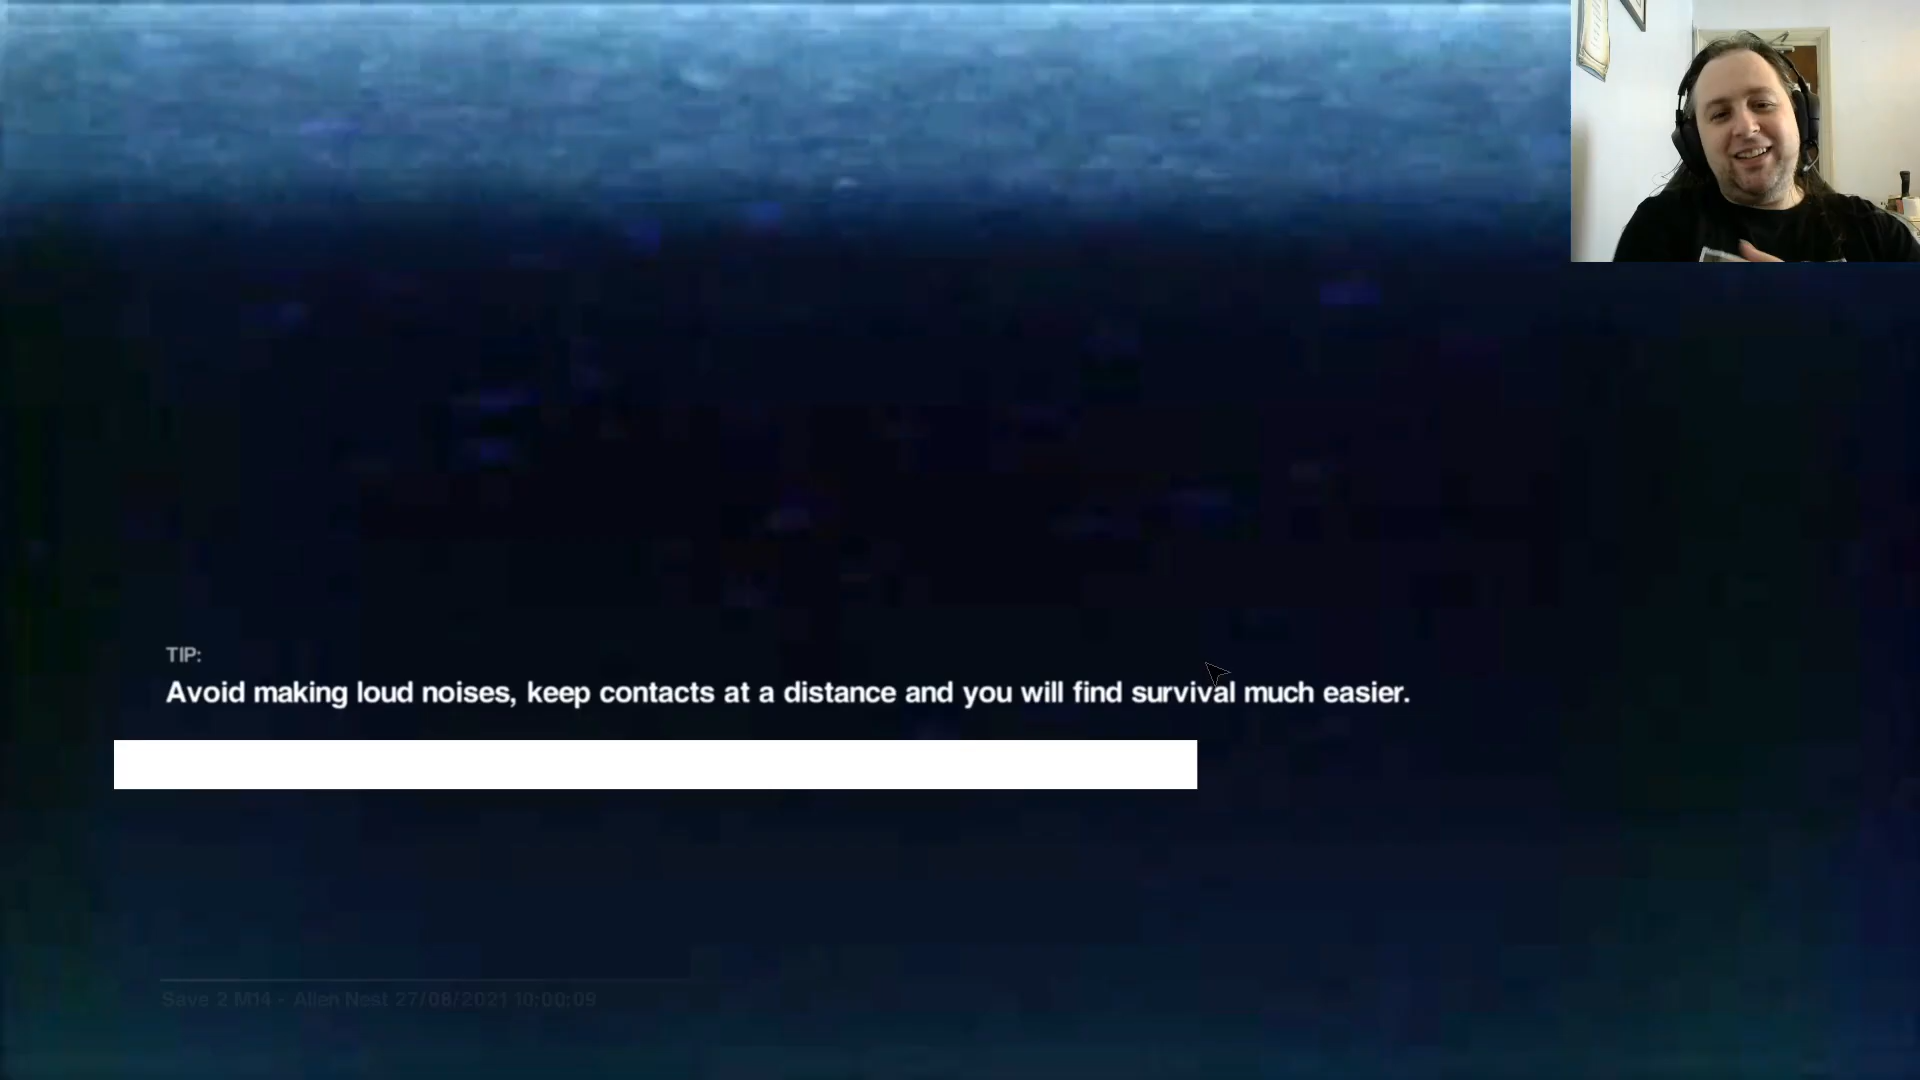 TIP:
Avoid making loud noises, keep contacts at a distance and you will find survival much easier.
Save 2 M14 - Alien Nest 27/08/2021 10:00:09